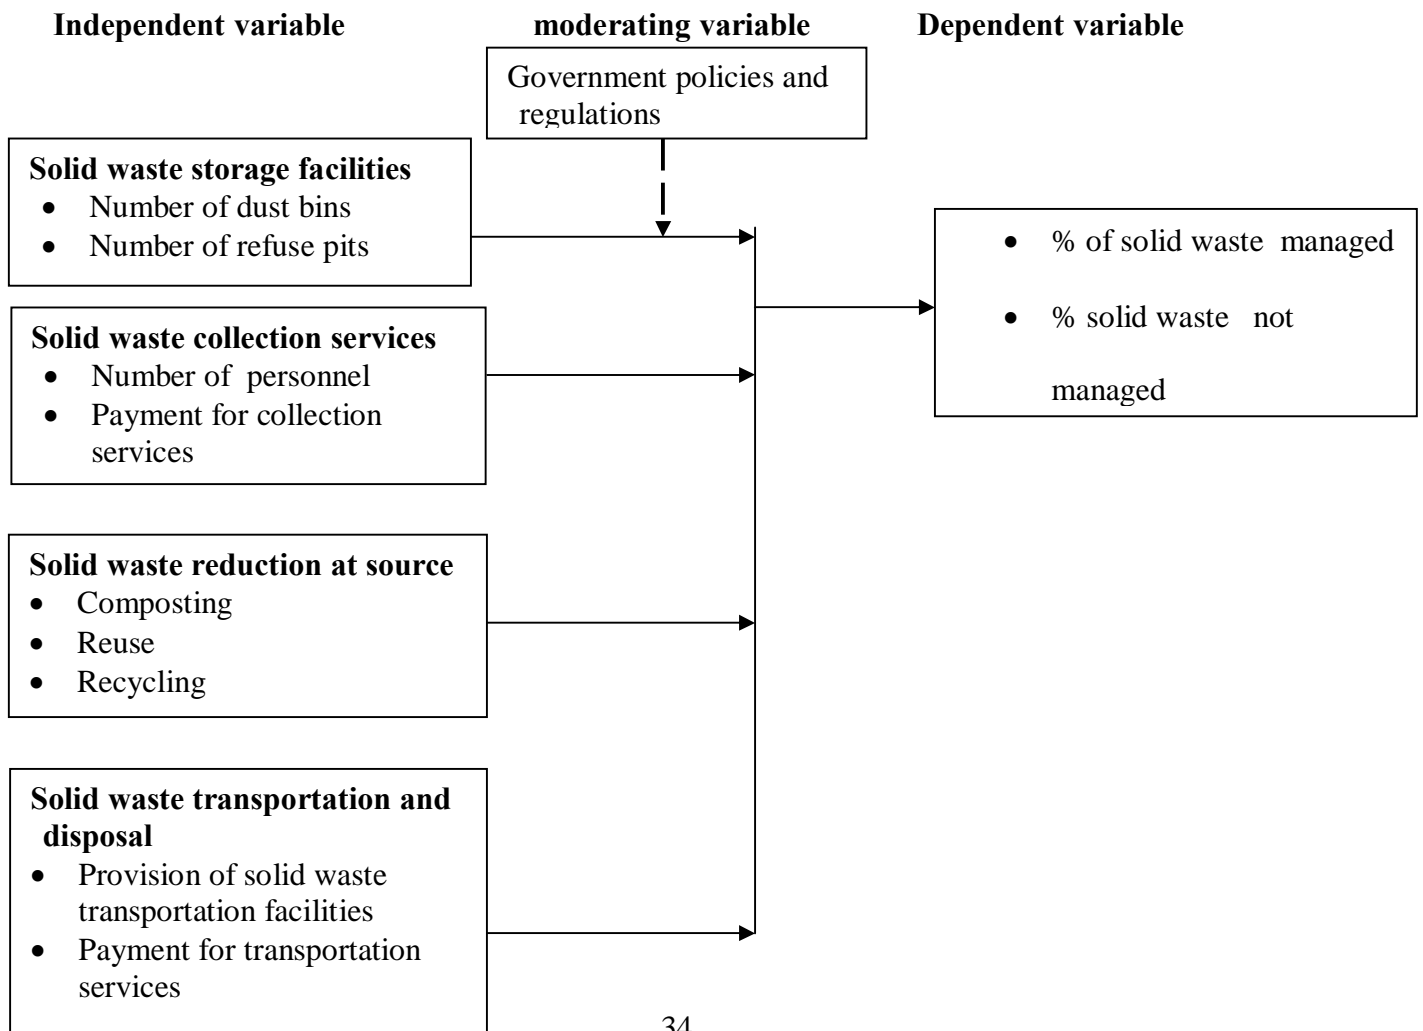 Independent variable
moderating variable
Dependent variable
Government policies and
regulations
Solid waste storage facilities
• Number of dust bins
• Number of refuse pits
Solid waste collection services
• Number of personnel
• Payment for collection
services
Solid waste reduction at source
• Composting
• Reuse
• Recycling
Solid waste transportation and
disposal
• Provision of solid waste
transportation facilities
• Payment for transportation
services
• % of solid waste managed
• % solid waste not
managed
34